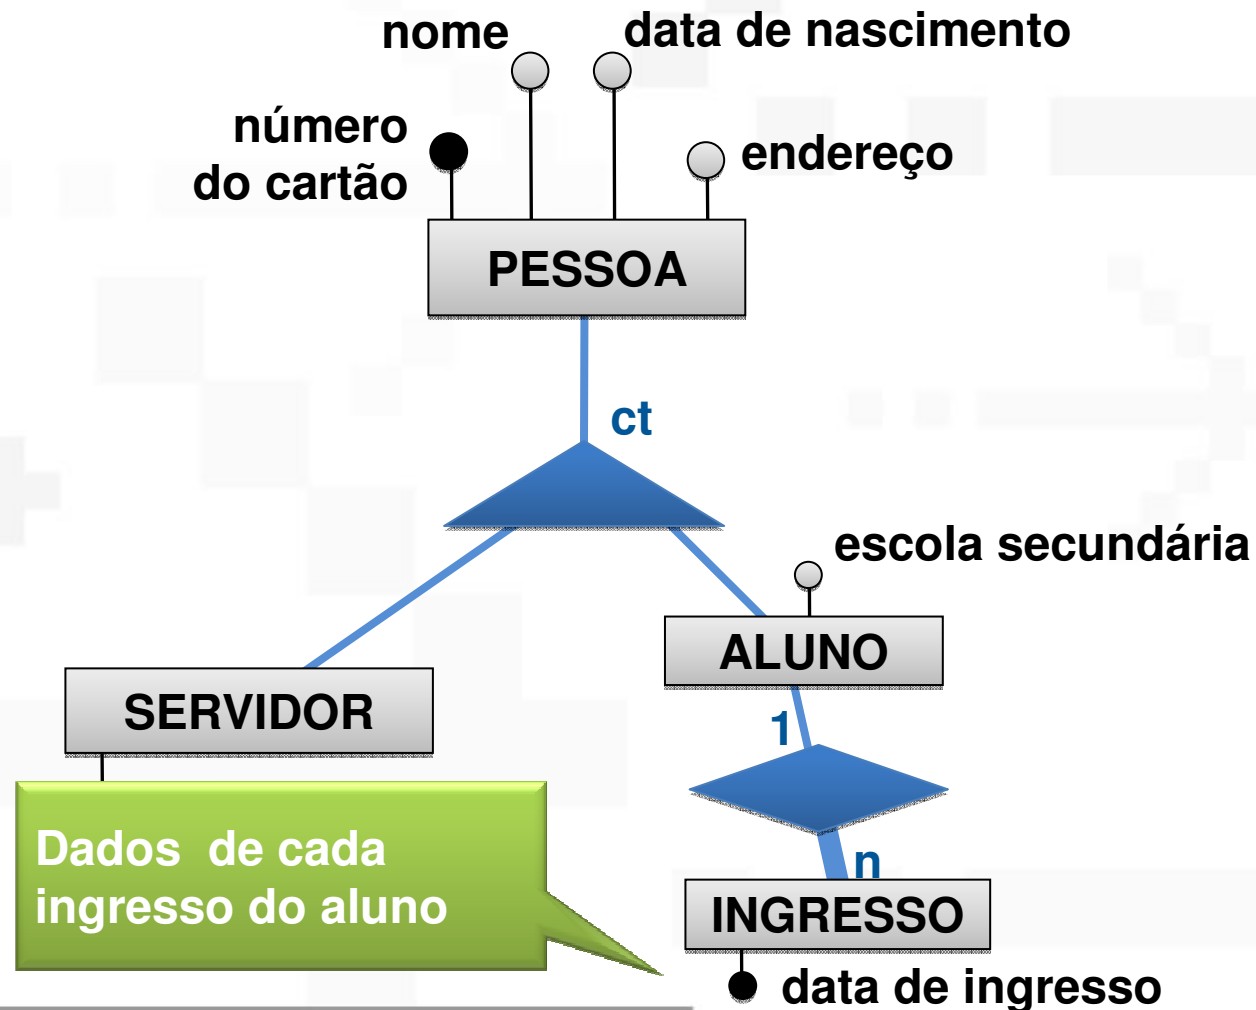 nome
data de nascimento
número
do cartão
endereço
PESSOA
ct
escola secundária
ALUNO
SERVIDOR
1
Dados  de cada
ingresso do aluno
n
INGRESSO
data de ingresso